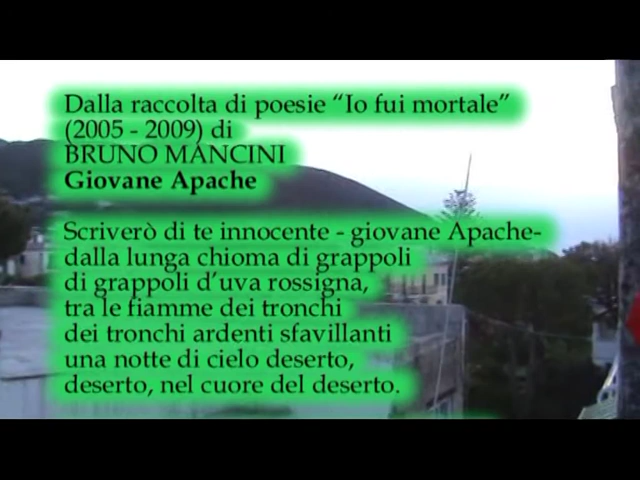 Dalla raccolta di poesie “Io fui mortale”
(2005 - 2009) di
BRUNO MANCINI
Giovane Apache
Scriverò di te innocente - giovane Apache-
dalla lunga chioma di grappoli
di grappoli d’uva rossigna,
tra le fiamme dei tronchi
dei tronchi ardenti sfavillanti
una notte di cielo deserto,
deserto, nel cuore del deserto.